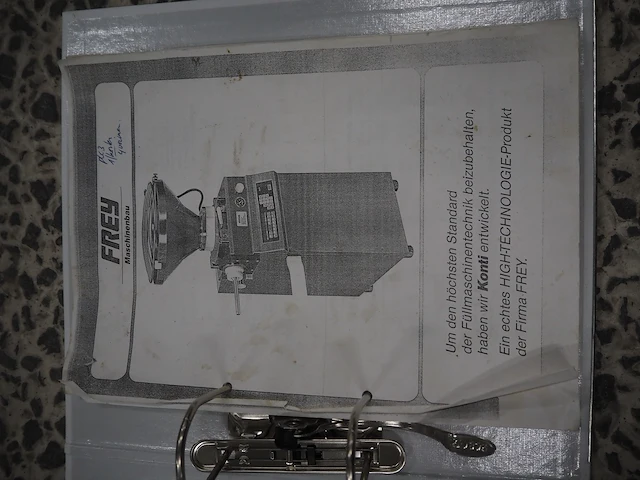 FREY
Maschinenbau
Um den höchsten Standard
der Füllmaschinentechnik beizubehalten,
haben wir Konti entwickelt.
Ein echtes HIGH-TECHNOLOGIE-Produkt
der Firma FREY.